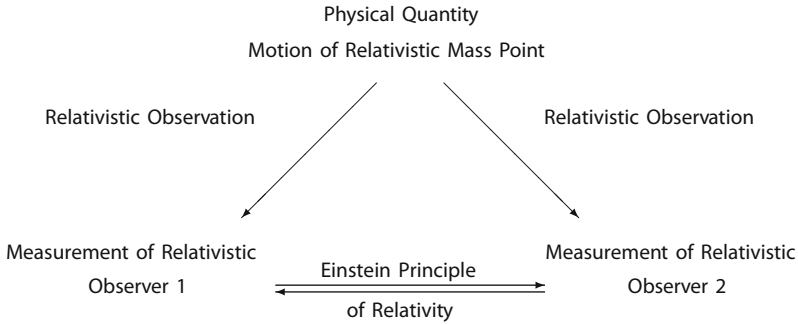 Physical Quantity
Motion of Relativistic Mass Point
Relativistic Observation
Relativistic Observation
Measurement of Relativistic
Observer 1
Einstein Principle
of Relativity
Measurement of Relativistic
Observer 2